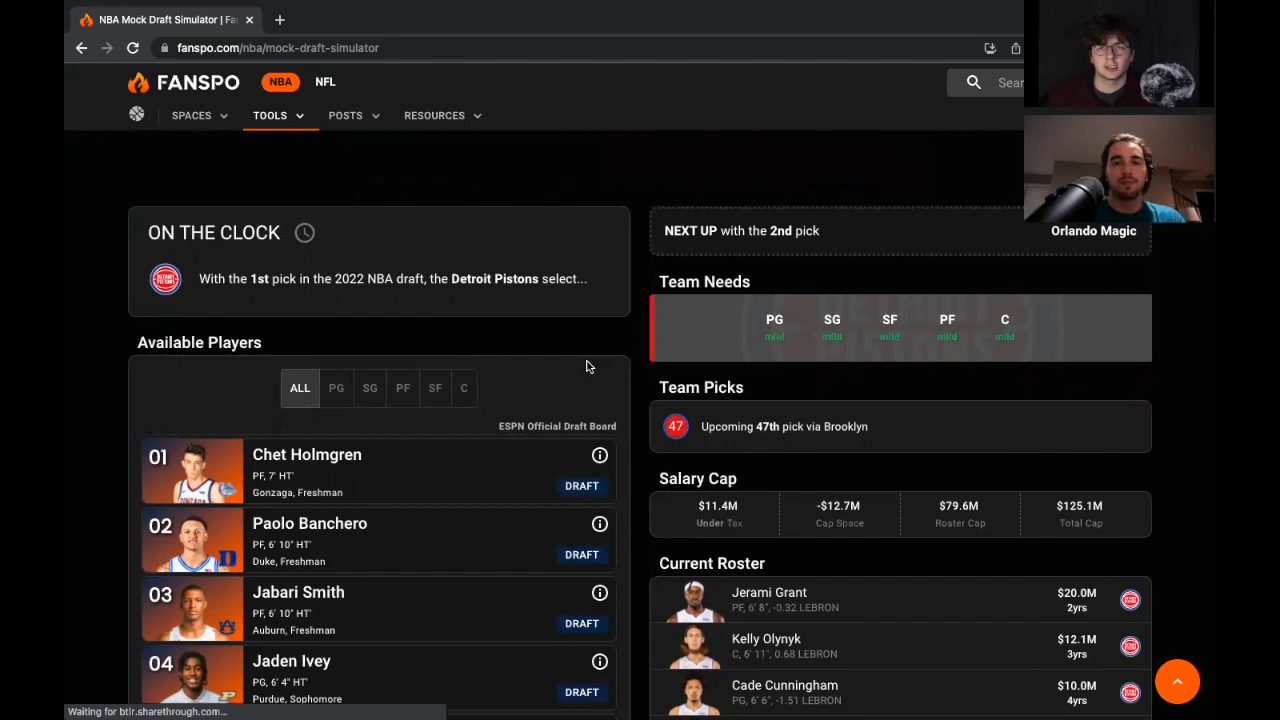 NBA Mock Draft Simulator | Fa
fanspo.com/nba/mock-draft-simulator
FANSPO
NBA
NFL
Sear
SPACES
TOOLS
POSTS
RESOURCES
ON THE CLOCK
With the 1st pick in the 2022 NBA draft, the Detroit Pistons select...
NEXT UP with the 2nd pick
Orlando Magic
Team Needs
PG SG SF PF C
mild mild mild mild mild
Available Players
ALL PG SG PF SF C
ESPN Official Draft Board
01
Chet Holmgren
PF, 7' HT'
Gonzaga, Freshman
DRAFT
02
Paolo Banchero
PF, 6' 10" HT'
Duke, Freshman
DRAFT
03
Jabari Smith
PF, 6' 10" HT'
Auburn, Freshman
DRAFT
04
Jaden Ivey
PG, 6' 4" HT'
Purdue, Sophomore
DRAFT
Team Picks
47 Upcoming 47th pick via Brooklyn
Salary Cap
$11.4M -$12.7M $79.6M $125.1M
Under Tax Cap Space Roster Cap Total Cap
Current Roster
Jerami Grant
PF, 6' 8", -0.32 LEBRON
$20.0M
2yrs
Kelly Olynyk
C, 6' 11", 0.68 LEBRON
$12.1M
3yrs
Cade Cunningham
PG, 6' 6", -1.51 LEBRON
$10.0M
4yrs
Waiting for btlr.sharethrough.com...